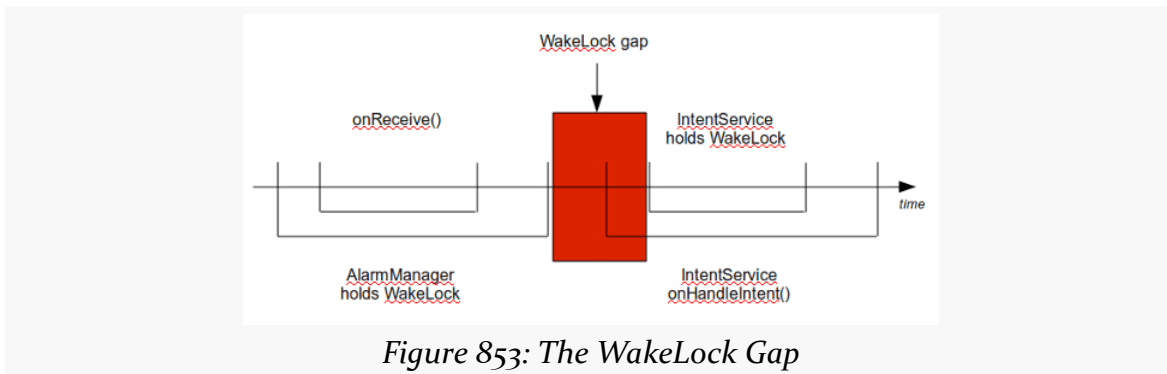 WakeLock gap
onReceive()
IntentService
holds WakeLock
time
AlarmManager
holds WakeLock
IntentService
onHandleIntent()
Figure 853: The WakeLock Gap